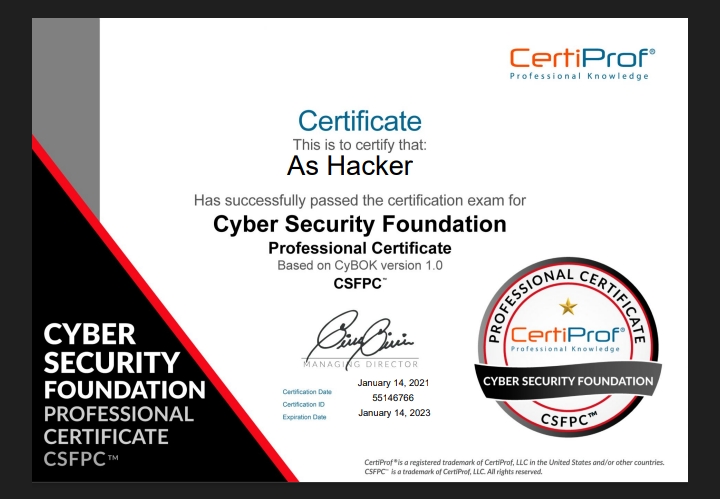 CertiProf®
Professional Knowledge
Certificate
This is to certify that:
As Hacker
Has successfully passed the certification exam for
Cyber Security Foundation
Professional Certificate
Based on CyBOK version 1.0
CSFPC™
MANAGING DIRECTOR
Certification Date January 14, 2021
Certification ID 55146766
Expiration Date January 14, 2023
CYBER
SECURITY
FOUNDATION
PROFESSIONAL
CERTIFICATE
CSFPC™
PROFESSIONAL CERTIFICATE
CertiProf®
Professional Knowledge
CYBER SECURITY FOUNDATION
CSFPC™
CertiProf® is a registered trademark of CertiProf, LLC in the United States and/or other countries.
CSFPC™ is a trademark of CertiProf, LLC. All rights reserved.